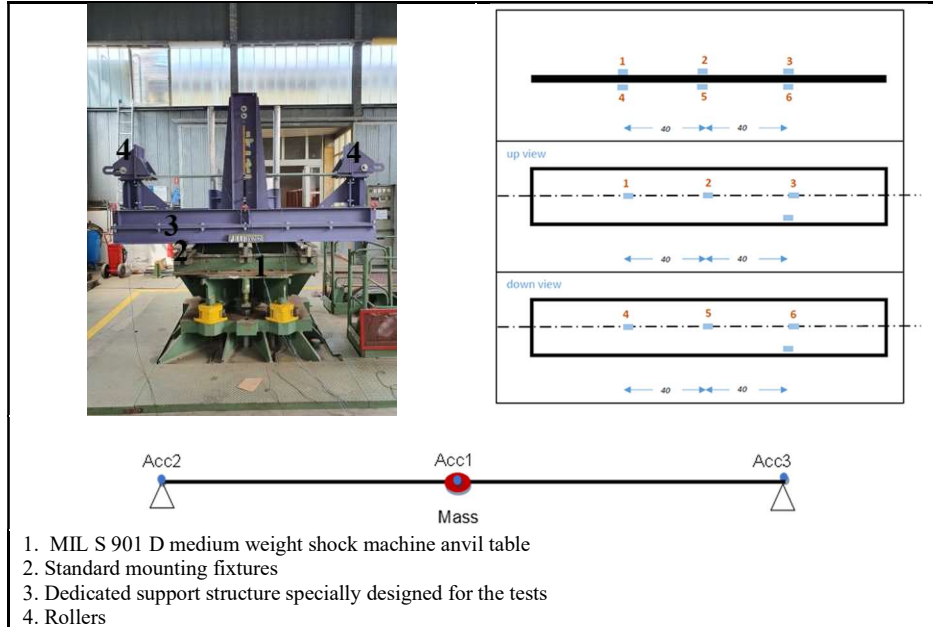 4
4
3
2
1
1 2 3
4 5 6
40 40
up view
1 2 3
40 40
down view
4 5 6
40 40
Acc2 Acc1 Acc3
Mass
1. MIL S 901 D medium weight shock machine anvil table
2. Standard mounting fixtures
3. Dedicated support structure specially designed for the tests
4. Rollers